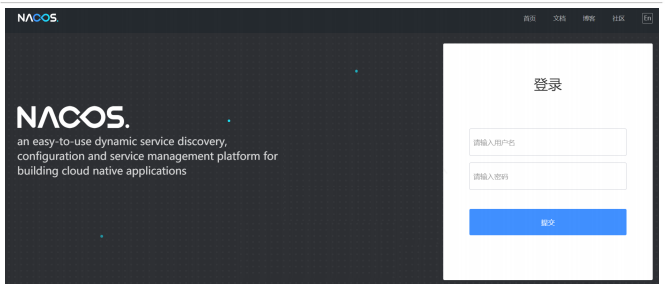 NACOS.
首页 文档 博客 社区 En
登录
NACOS.
an easy-to-use dynamic service discovery,
configuration and service management platform for
building cloud native applications
请输入用户名
请输入密码
提交